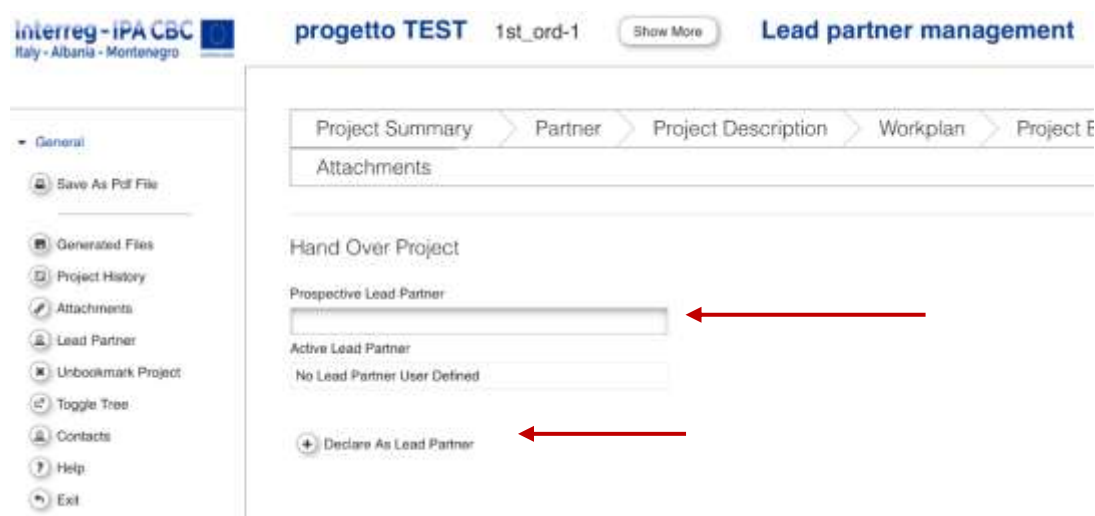 Interreg - IPA CBC
Italy - Albania - Montenegro
progetto TEST 1st_ord-1 Show More Lead partner management
Project Summary Partner Project Description Workplan Project B
Attachments
General
Save As Pdf File
Generated Files
Project History
Attachments
Lead Partner
Unbookmark Project
Toggle Tree
Contacts
Help
Exit
Hand Over Project
Prospective Lead Partner
Active Lead Partner
No Lead Partner User Defined
Declare As Lead Partner